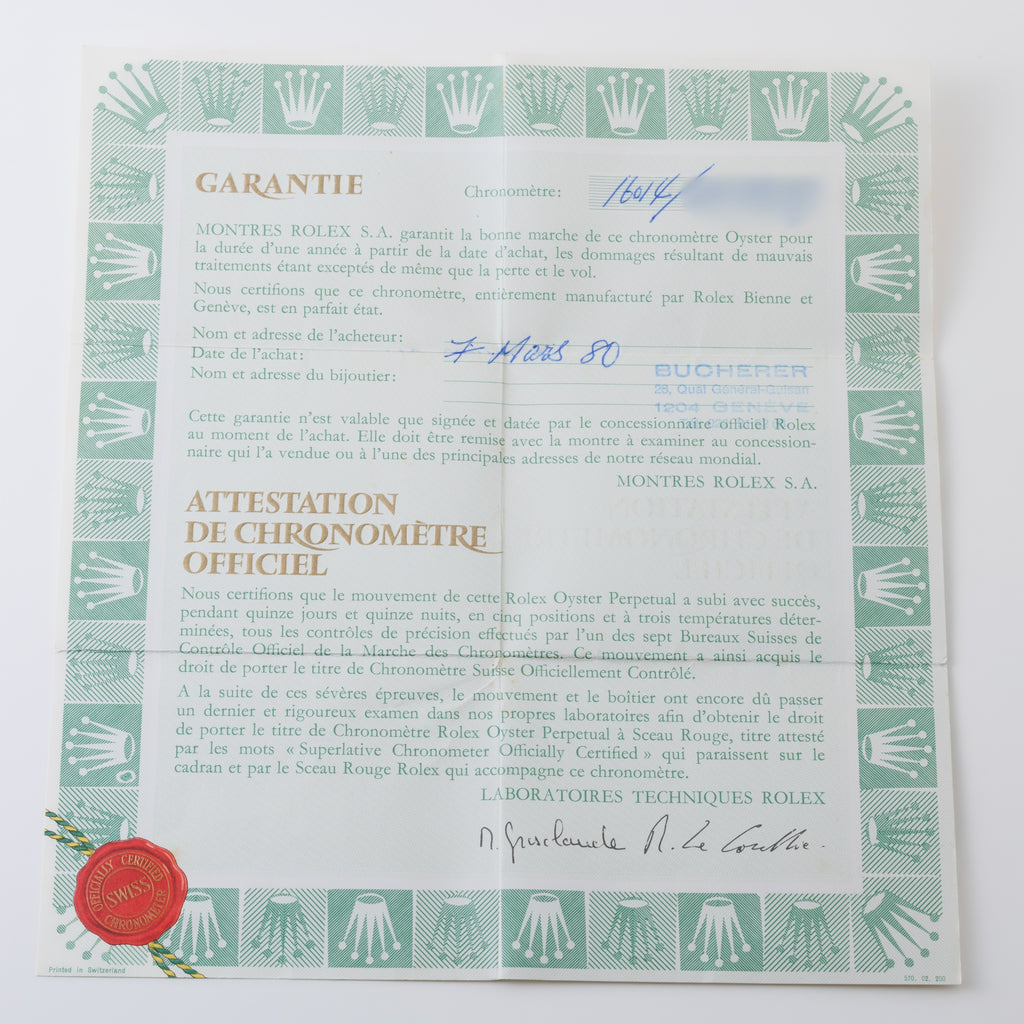 GARANTIE
Chronomètre: 16014/
MONTRES ROLEX S.A. garantit la bonne marche de ce chronomètre Oyster pour
la durée d'une année à partir de la date d'achat, les dommages résultant de mauvais
traitements étant exceptés de même que la perte et le vol.
Nous certifions que ce chronomètre, entièrement manufacturé par Rolex Bienne et
Genève, est en parfait état.
Nom et adresse de l'acheteur:
Date de l'achat: 7 Mars 80
Nom et adresse du bijoutier:
BUCHERER
26, Quai Général-Guisan
1204 GENÈVE
Cette garantie n'est valable que signée et datée par le concessionnaire officiel Rolex
au moment de l'achat. Elle doit être remise avec la montre à examiner au concession-
naire qui l'a vendue ou à l'une des principales adresses de notre réseau mondial.
MONTRES ROLEX S.A.
ATTESTATION
DE CHRONOMÈTRE
OFFICIEL
Nous certifions que le mouvement de cette Rolex Oyster Perpetual a subi avec succès,
pendant quinze jours et quinze nuits, en cinq positions et à trois températures déter-
minées, tous les contrôles de précision effectués par l'un des sept Bureaux Suisses de
Contrôle Officiel de la Marche des Chronomètres. Ce mouvement a ainsi acquis le
droit de porter le titre de Chronomètre Suisse Officiellement Contrôlé.
A la suite de ces sévères épreuves, le mouvement et le boîtier ont encore dû passer
un dernier et rigoureux examen dans nos propres laboratoires afin d'obtenir le droit
de porter le titre de Chronomètre Rolex Oyster Perpetual à Sceau Rouge, titre attesté
par les mots « Superlative Chronometer Officially Certified » qui paraissent sur le
cadran et par le Sceau Rouge Rolex qui accompagne ce chronomètre.
LABORATOIRES TECHNIQUES ROLEX
OFFICIALLY CERTIFIED
SWISS
CHRONOMETER
Printed in Switzerland
570. 02. 200